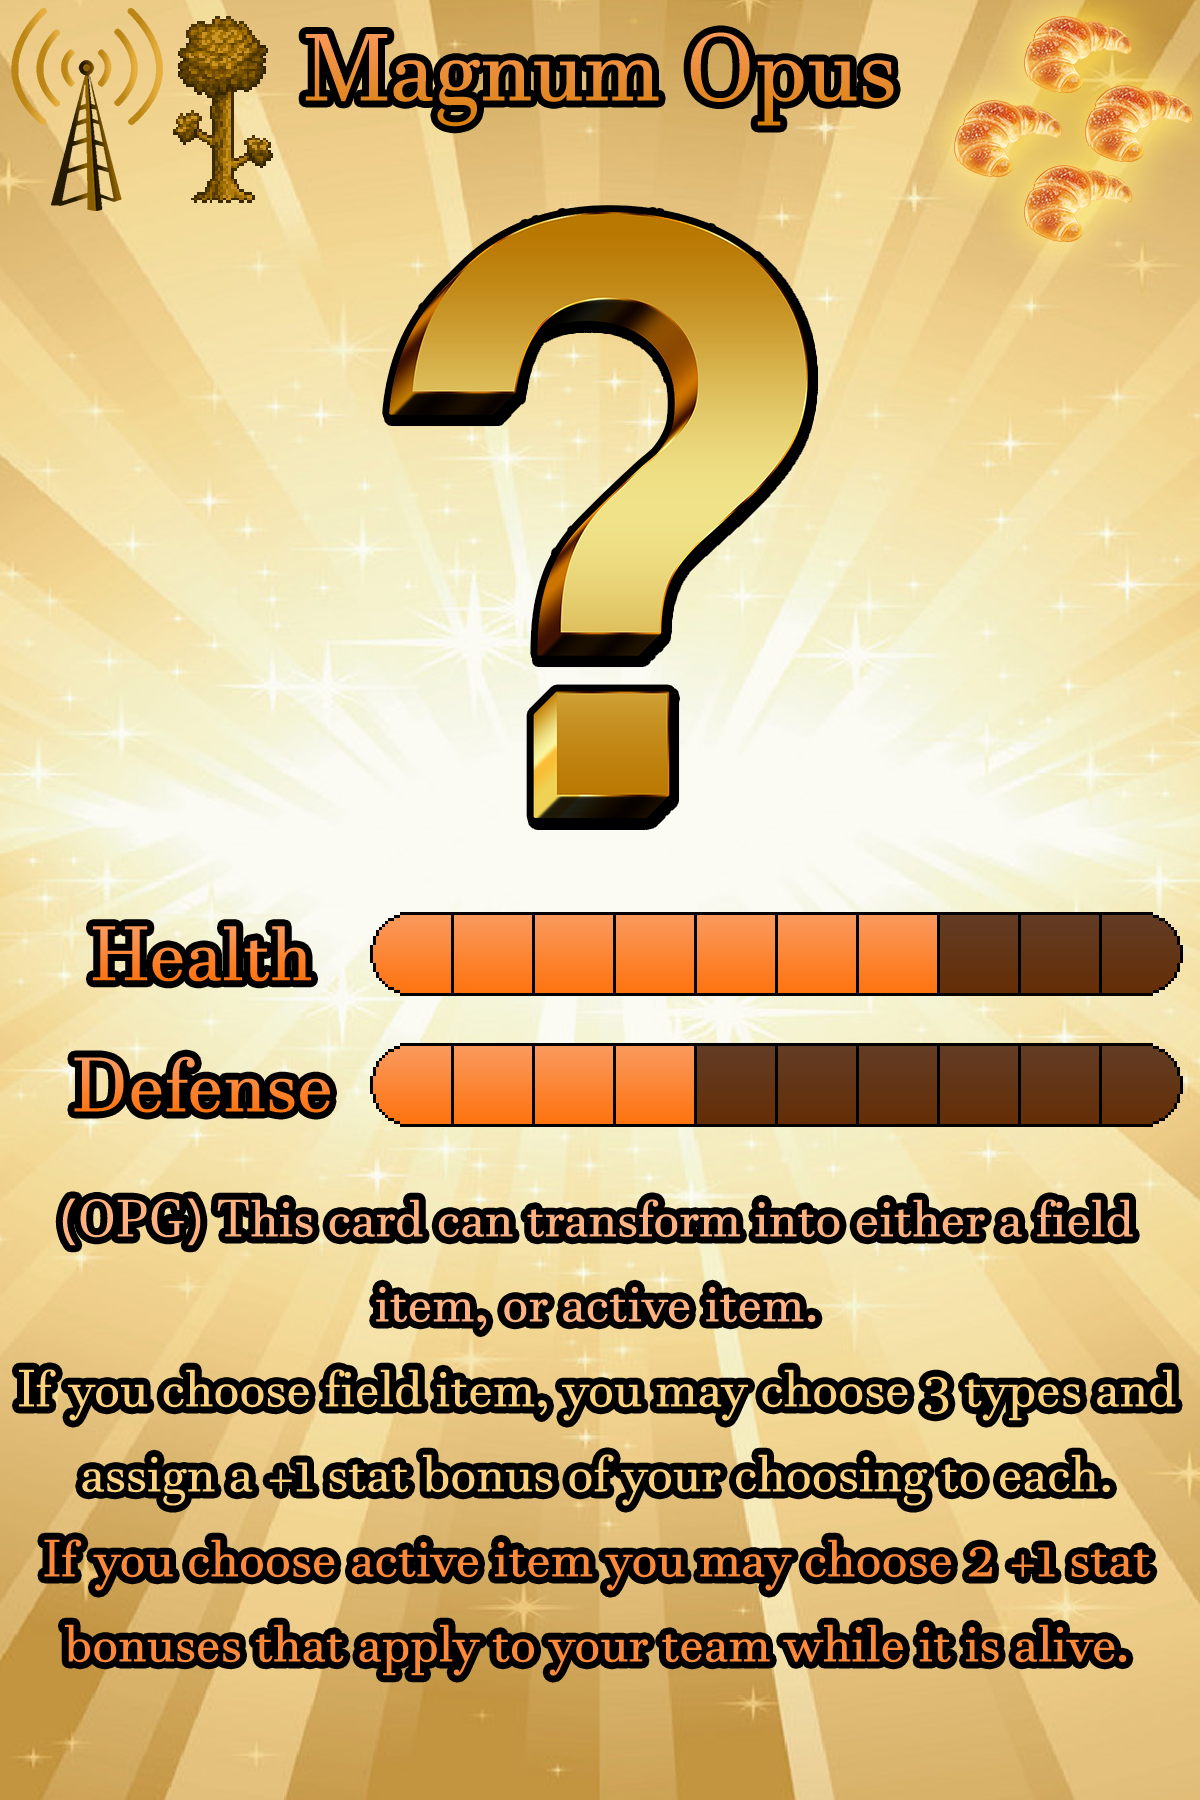 Magnum Opus
?
Health
Defense
(OPG) This card can transform into either a field
item, or active item.
If you choose field item, you may choose 3 types and
assign a +1 stat bonus of your choosing to each.
If you choose active item you may choose 2 +1 stat
bonuses that apply to your team while it is alive.